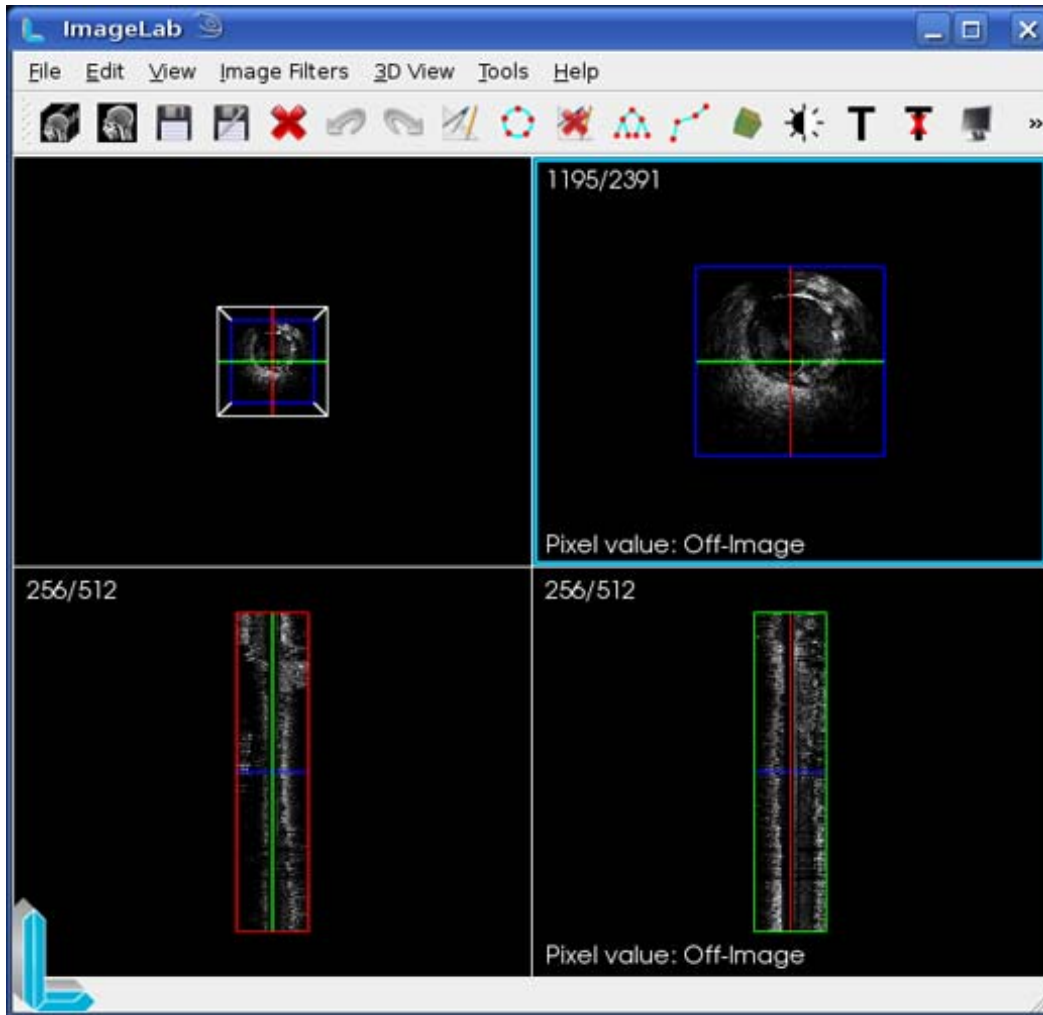 ImageLab
File Edit View Image Filters 3D View Tools Help
T T »
1195/2391
Pixel value: Off-Image
256/512
256/512
Pixel value: Off-Image